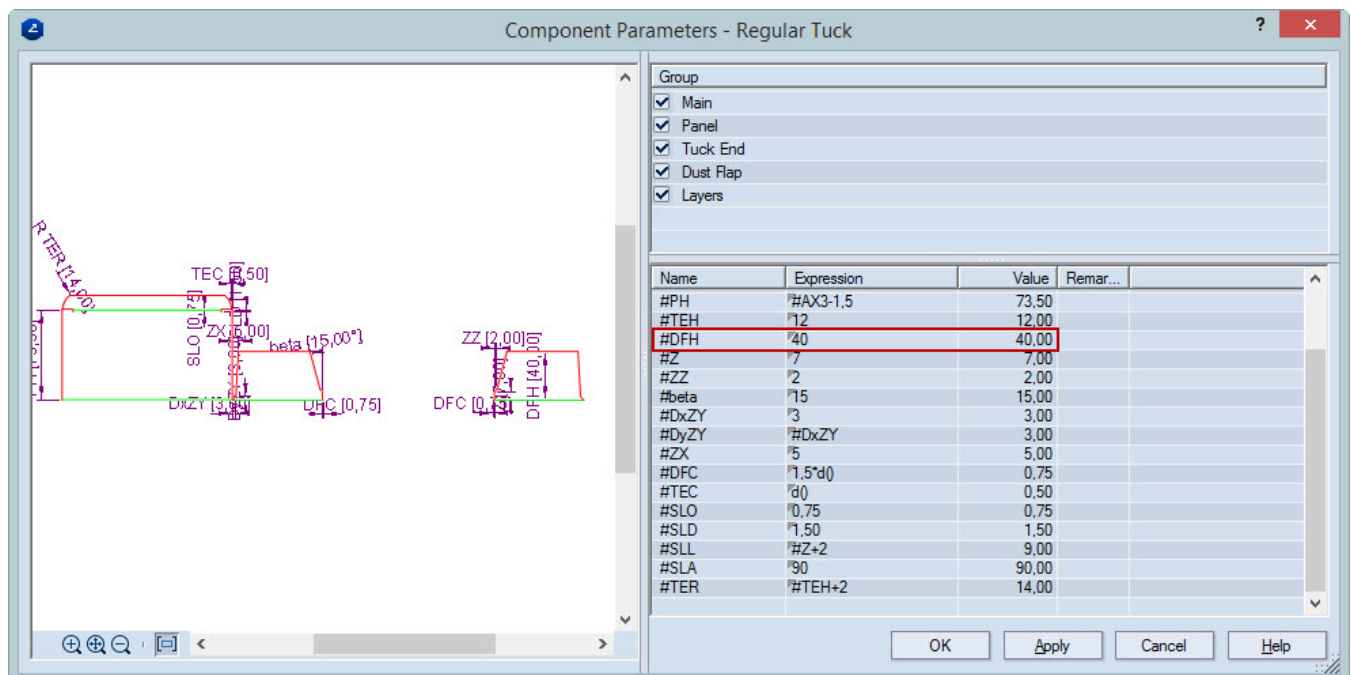 Component Parameters - Regular Tuck
?
Group
Main
Panel
Tuck End
Dust Flap
Layers
R TER [14,00]
TEC [0,50]
SLO [0,75]
ZX [5,00]
beta [15,00°]
ZZ [2,00]
DxZY [3,00]
DFC [0,75]
DFC [0,75]
DFH [40,00]
Name Expression Value Remar...
#PH #AX3-1,5 73,50
#TEH 12 12,00
#DFH 40 40,00
#Z 7 7,00
#ZZ 2 2,00
#beta 15 15,00
#DxZY 3 3,00
#DyZY #DxZY 3,00
#ZX 5 5,00
#DFC 1,5*d() 0,75
#TEC d() 0,50
#SLO 0,75 0,75
#SLD 1,50 1,50
#SLL #Z+2 9,00
#SLA 90 90,00
#TER #TEH+2 14,00
OK Apply Cancel Help